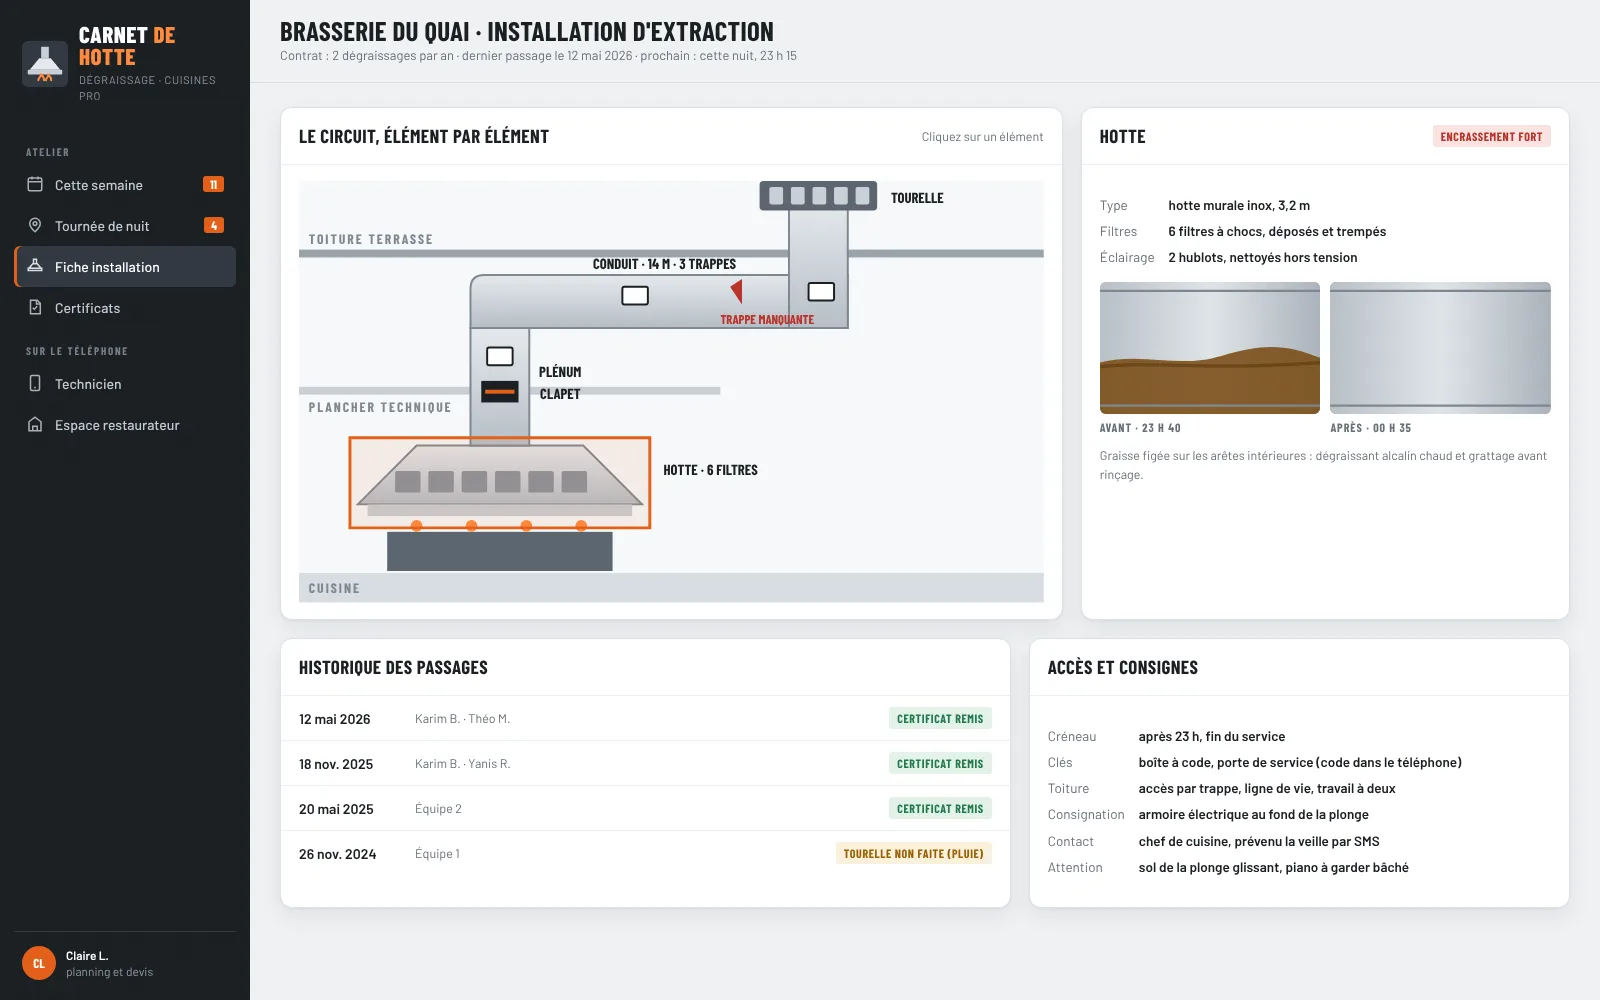 CARNET DE
HOTTE
DÉGRAISSAGE · CUISINES
PRO
ATELIER
Cette semaine 11
Tournée de nuit 4
Fiche installation
Certificats
SUR LE TÉLÉPHONE
Technicien
Espace restaurateur
CL
Claire L.
planning et devis
BRASSERIE DU QUAI · INSTALLATION D'EXTRACTION
Contrat : 2 dégraissages par an · dernier passage le 12 mai 2026 · prochain : cette nuit, 23 h 15
LE CIRCUIT, ÉLÉMENT PAR ÉLÉMENT
Cliquez sur un élément
TOURELLE
TOITURE TERRASSE
CONDUIT · 14 M · 3 TRAPPES
TRAPPE MANQUANTE
PLÉNUM
CLAPET
PLANCHER TECHNIQUE
HOTTE · 6 FILTRES
CUISINE
HOTTE
ENCRASSEMENT FORT
Type hotte murale inox, 3,2 m
Filtres 6 filtres à chocs, déposés et trempés
Éclairage 2 hublots, nettoyés hors tension
AVANT · 23 H 40
APRÈS · 00 H 35
Graisse figée sur les arêtes intérieures : dégraissant alcalin chaud et grattage avant
rinçage.
HISTORIQUE DES PASSAGES
12 mai 2026 Karim B. · Théo M. CERTIFICAT REMIS
18 nov. 2025 Karim B. · Yanis R. CERTIFICAT REMIS
20 mai 2025 Équipe 2 CERTIFICAT REMIS
26 nov. 2024 Équipe 1 TOURELLE NON FAITE (PLUIE)
ACCÈS ET CONSIGNES
Créneau après 23 h, fin du service
Clés boîte à code, porte de service (code dans le téléphone)
Toiture accès par trappe, ligne de vie, travail à deux
Consignation armoire électrique au fond de la plonge
Contact chef de cuisine, prévenu la veille par SMS
Attention sol de la plonge glissant, piano à garder bâché